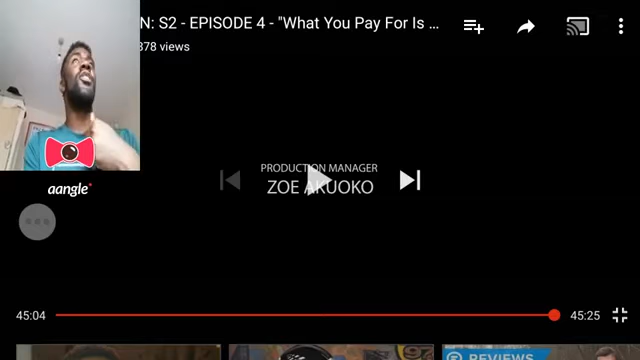 N: S2 - EPISODE 4 - "What You Pay For Is ...
378 views
aangle
PRODUCTION MANAGER
ZOE AKUOKO
45:04
45:25
REVIEWS